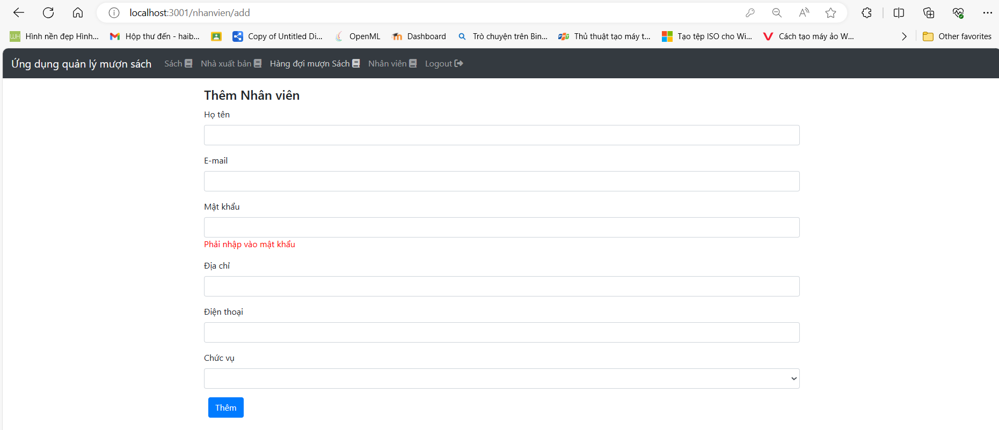 localhost:3001/nhanvien/add
WH Hình nền đẹp Hình... Hộp thư đến - haib... Copy of Untitled Di... OpenML Dashboard Trò chuyện trên Bin... Thủ thuật tạo máy t... Tạo tệp ISO cho Wi... Cách tạo máy ảo W... Other favorites
Ứng dụng quản lý mượn sách Sách Nhà xuất bản Hàng đợi mượn Sách Nhân viên Logout
Thêm Nhân viên
Họ tên
E-mail
Mật khẩu
Phải nhập vào mật khẩu
Địa chỉ
Điện thoại
Chức vụ
Thêm